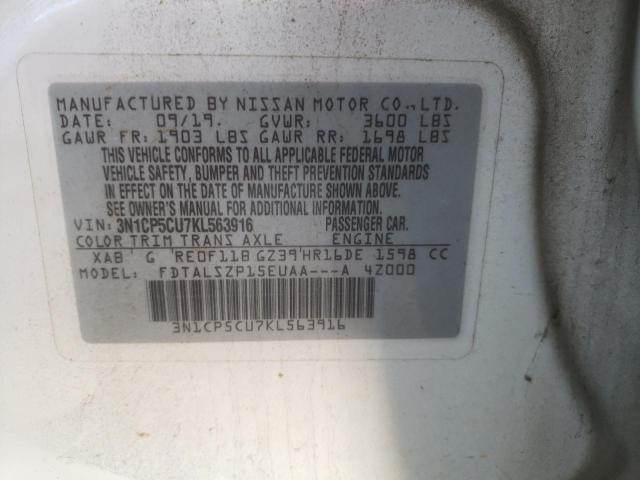 MANUFACTURED BY NISSAN MOTOR CO.,LTD.
DATE: 09/19. GVWR: 3600 LBS
GAWR FR: 1903 LBS GAWR RR: 1698 LBS
THIS VEHICLE CONFORMS TO ALL APPLICABLE FEDERAL MOTOR
VEHICLE SAFETY, BUMPER AND THEFT PREVENTION STANDARDS
IN EFFECT ON THE DATE OF MANUFACTURE SHOWN ABOVE.
SEE OWNER'S MANUAL FOR ADDITIONAL INFORMATION.
VIN: 3N1CP5CU7KL563916 PASSENGER CAR.
COLOR TRIM TRANS AXLE ENGINE
XAB G RE0F11B GZ39 HR16DE 1598 CC
MODEL: FDTALSZP15EUAA---A 42000
3N1CP5CU7KL563916